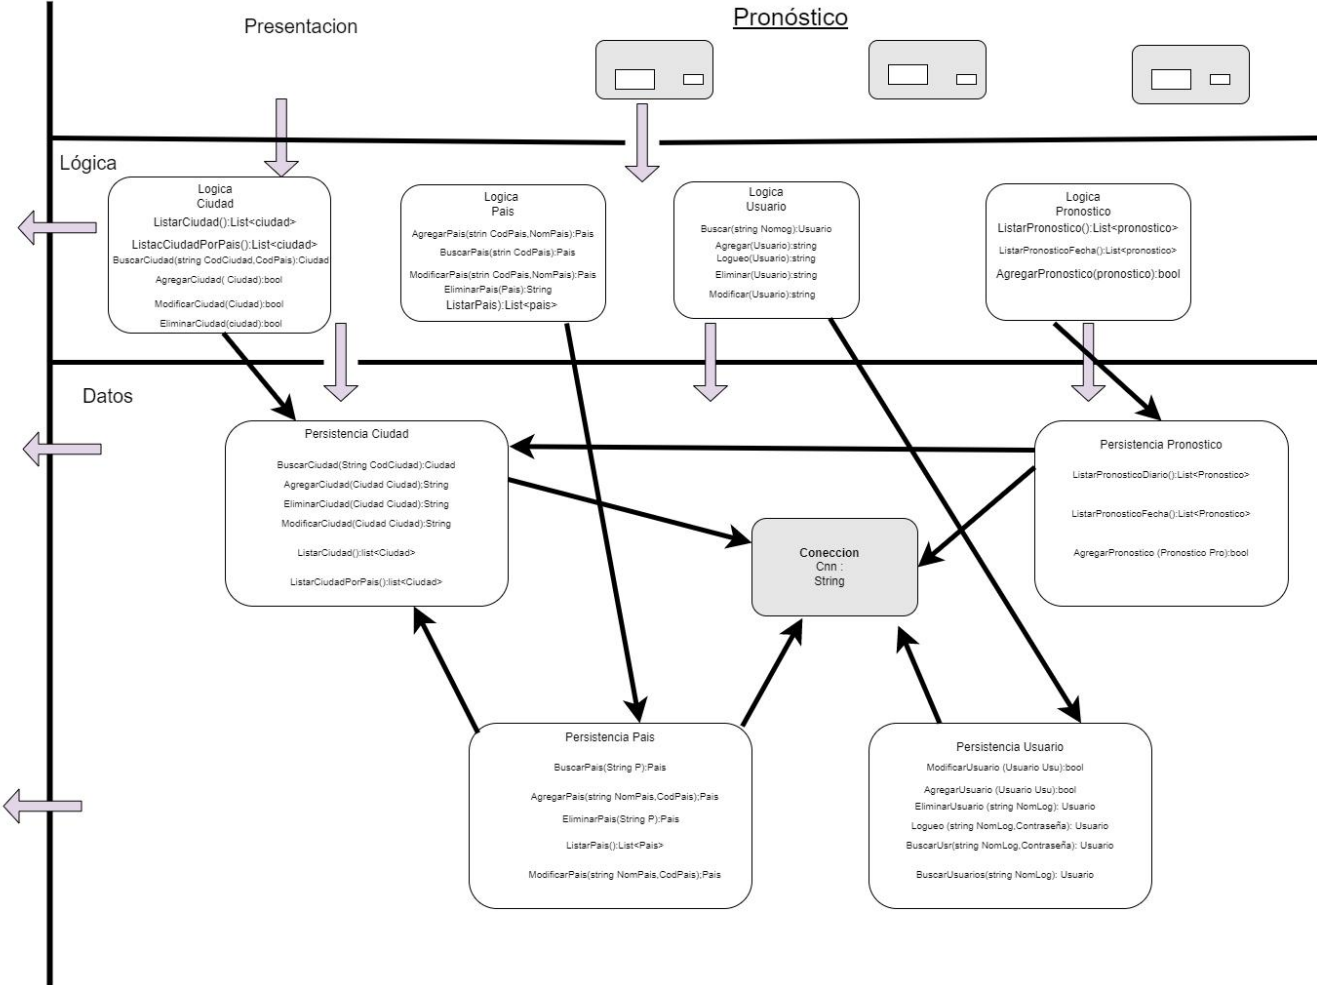 Presentacion
Pronóstico
Lógica
Logica
Ciudad
ListarCiudad():List<ciudad>
ListacCiudadPorPais():List<ciudad>
BuscarCiudad(string CodCiudad,CodPais):Ciudad
AgregarCiudad( Ciudad):bool
ModificarCiudad(Ciudad):bool
EliminarCiudad(ciudad):bool
Logica
Pais
AgregarPais(strin CodPais,NomPais):Pais
BuscarPais(strin CodPais):Pais
ModificarPais(strin CodPais,NomPais):Pais
EliminarPais(Pais):String
ListarPais):List<pais>
Logica
Usuario
Buscar(string Nomog):Usuario
Agregar(Usuario):string
Logueo(Usuario):string
Eliminar(Usuario):string
Modificar(Usuario):string
Logica
Pronostico
ListarPronostico():List<pronostico>
ListarPronosticoFecha():List<pronostico>
AgregarPronostico(pronostico):bool
Datos
Persistencia Ciudad
BuscarCiudad(String CodCiudad):Ciudad
AgregarCiudad(Ciudad Ciudad):String
EliminarCiudad(Ciudad Ciudad):String
ModificarCiudad(Ciudad Ciudad):String
ListarCiudad():list<Ciudad>
ListarCiudadPorPais():list<Ciudad>
Coneccion
Cnn :
String
Persistencia Pronostico
ListarPronosticoDiario():List<Pronostico>
ListarPronosticoFecha():List<Pronostico>
AgregarPronostico (Pronostico Pro):bool
Persistencia Pais
BuscarPais(String P):Pais
AgregarPais(string NomPais,CodPais);Pais
EliminarPais(String P):Pais
ListarPais():List<Pais>
ModificarPais(string NomPais,CodPais);Pais
Persistencia Usuario
ModificarUsuario (Usuario Usu):bool
AgregarUsuario (Usuario Usu):bool
EliminarUsuario (string NomLog): Usuario
Logueo (string NomLog,Contraseña): Usuario
BuscarUsr(string NomLog,Contraseña): Usuario
BuscarUsuarios(string NomLog): Usuario